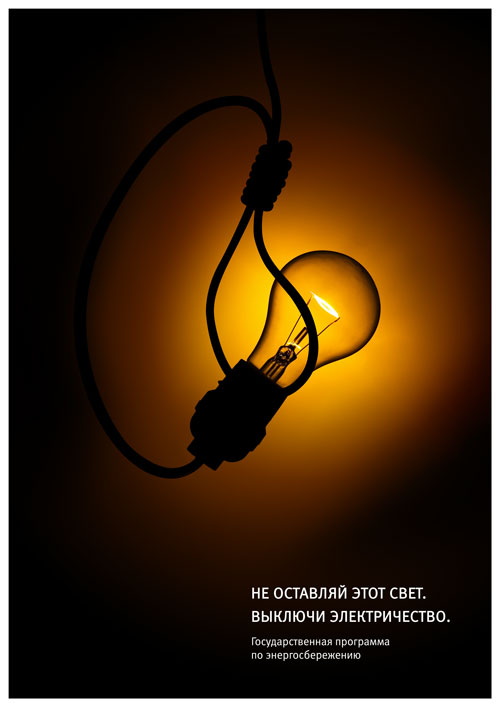 НЕ ОСТАВЛЯЙ ЭТОТ СВЕТ.
ВЫКЛЮЧИ ЭЛЕКТРИЧЕСТВО.
Государственная программа
по энергосбережению